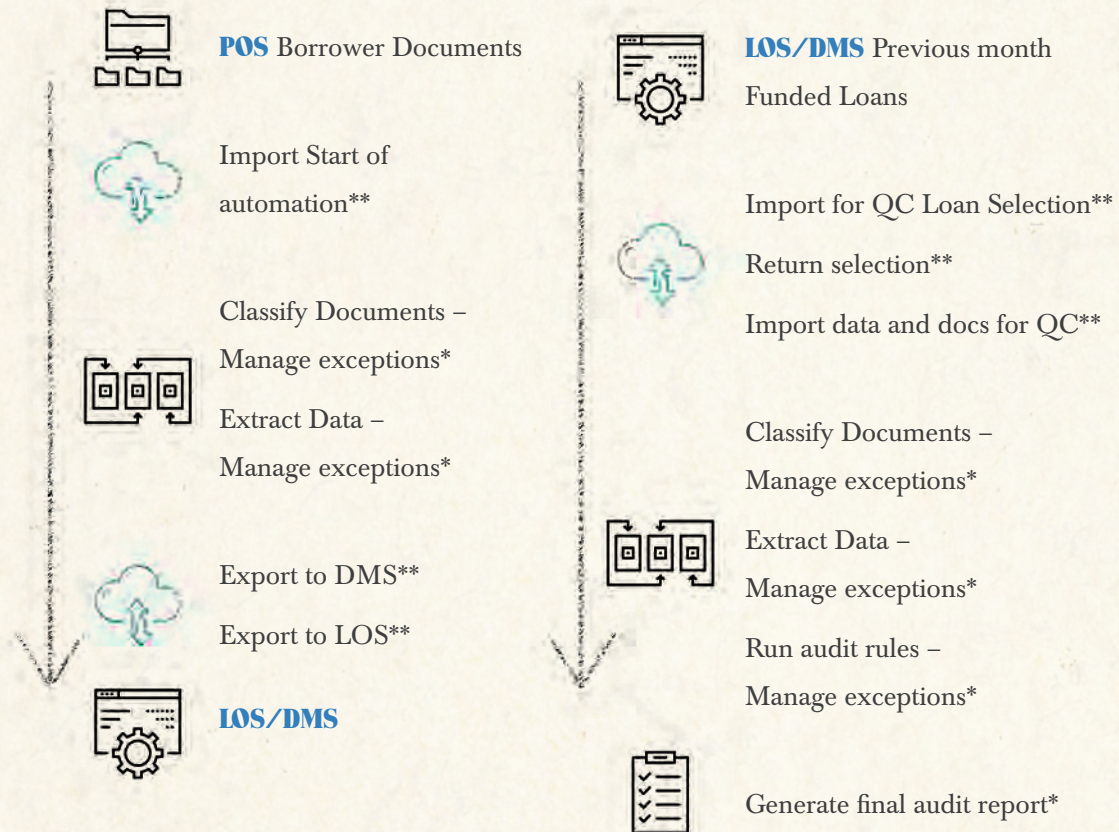 POS Borrower Documents
Import Start of
automation**
Classify Documents –
Manage exceptions*
Extract Data –
Manage exceptions*
Export to DMS**
Export to LOS**
LOS/DMS
LOS/DMS Previous month
Funded Loans
Import for QC Loan Selection**
Return selection**
Import data and docs for QC**
Classify Documents –
Manage exceptions*
Extract Data –
Manage exceptions*
Run audit rules –
Manage exceptions*
Generate final audit report*